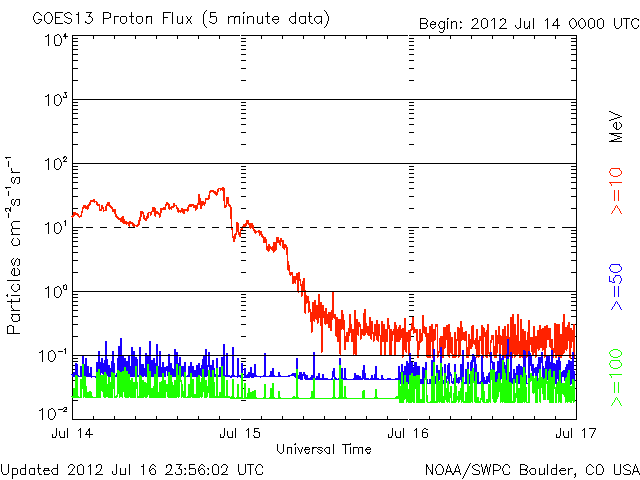 GOES13 Proton Flux (5 minute data)
Begin: 2012 Jul 14 0000 UTC
10⁴
10³
10²
10¹
10⁰
10⁻¹
10⁻²
Particles cm⁻²s⁻¹sr⁻¹
Jul 14
Jul 15
Jul 16
Jul 17
Universal Time
>=10 MeV
>=50
>=100
Updated 2012 Jul 16 23:56:02 UTC
NOAA/SWPC Boulder, CO USA